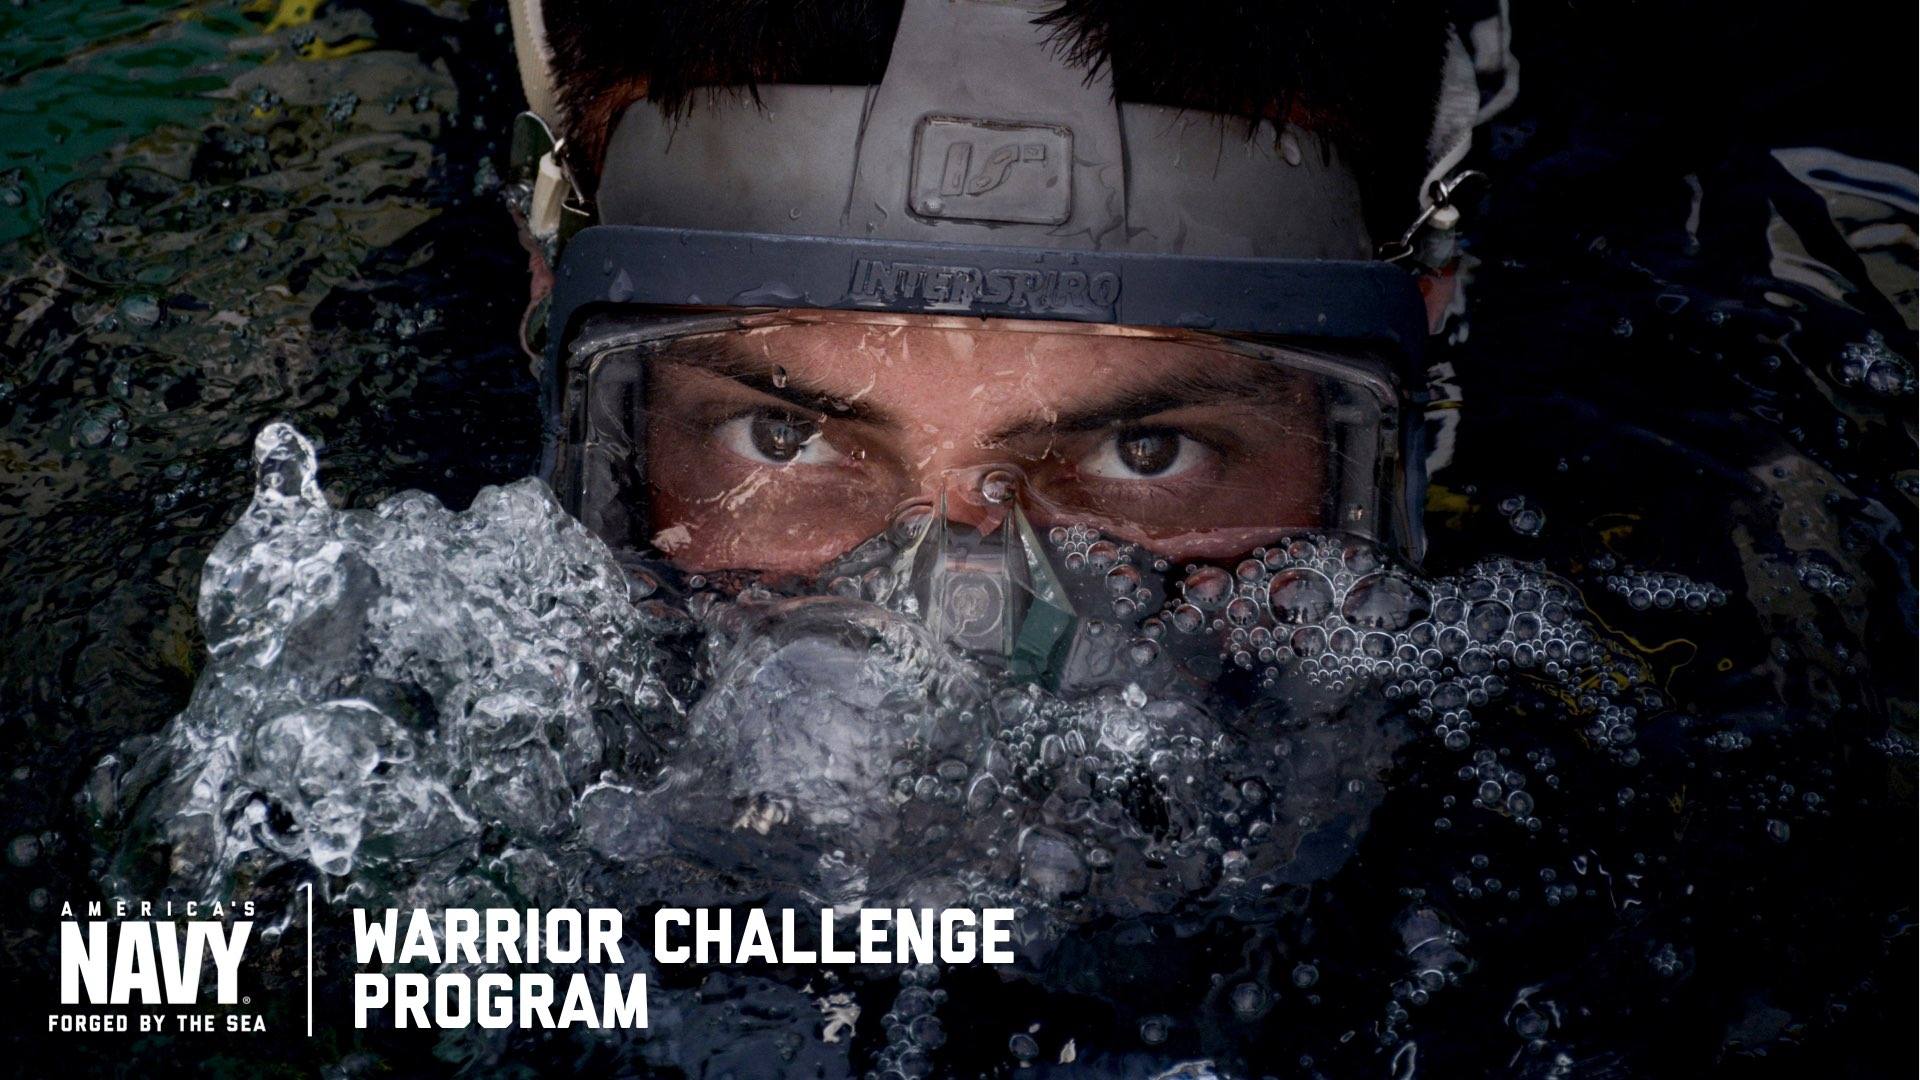 INTERSPIRO
AMERICA'S
NAVY®
FORGED BY THE SEA
WARRIOR CHALLENGE
PROGRAM